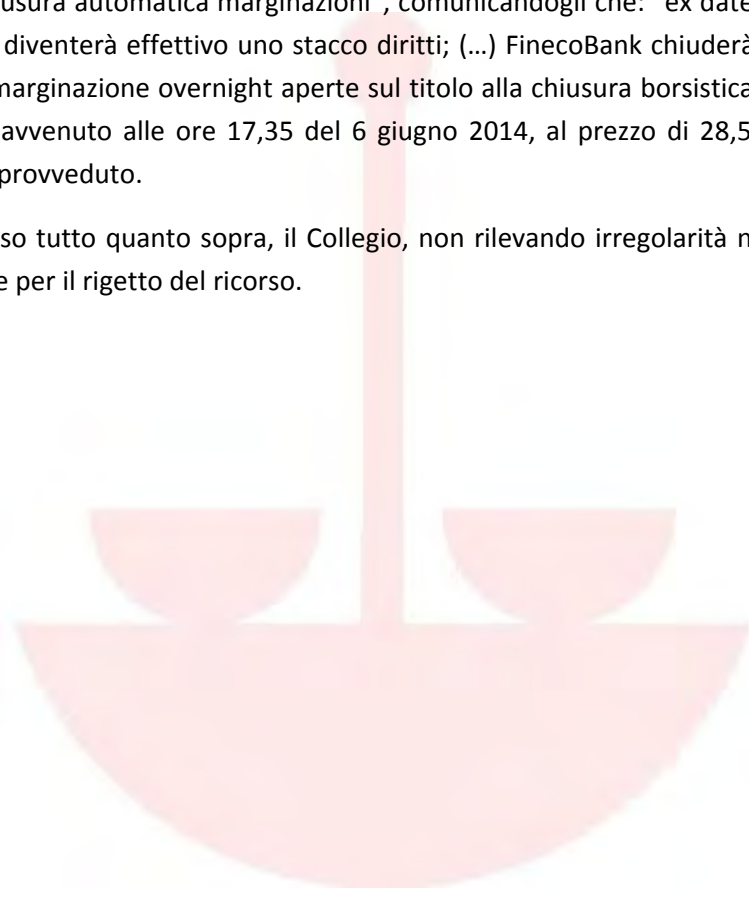 usura automatica marginazioni", comunicandogli che: "ex date
diventerà effettivo uno stacco diritti; (…) FinecoBank chiuderà
marginazione overnight aperte sul titolo alla chiusura borsistica
avvenuto alle ore 17,35 del 6 giugno 2014, al prezzo di 28,5
provveduto.
so tutto quanto sopra, il Collegio, non rilevando irregolarità n
e per il rigetto del ricorso.